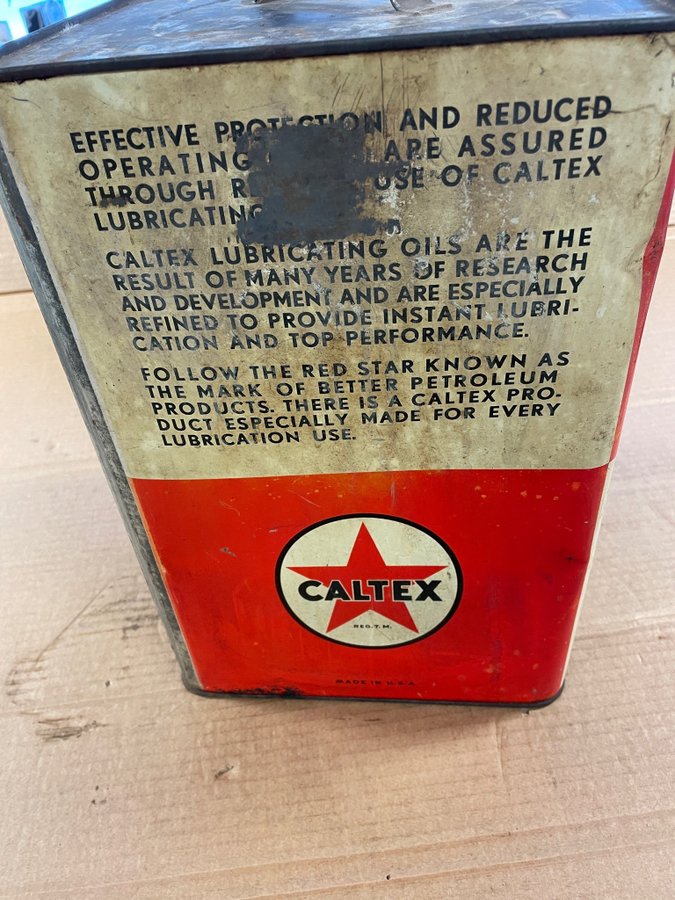 EFFECTIVE PROTECTION AND REDUCED
OPERATING ARE ASSURED
THROUGH USE OF CALTEX
LUBRICATING
CALTEX LUBRICATING OILS ARE THE
RESULT OF MANY YEARS OF RESEARCH
AND DEVELOPMENT AND ARE ESPECIALLY
REFINED TO PROVIDE INSTANT LUBRI-
CATION AND TOP PERFORMANCE.
FOLLOW THE RED STAR KNOWN AS
THE MARK OF BETTER PETROLEUM
PRODUCTS. THERE IS A CALTEX PRO-
DUCT ESPECIALLY MADE FOR EVERY
LUBRICATION USE.
CALTEX
REG. T. M.
MADE IN U.S.A.